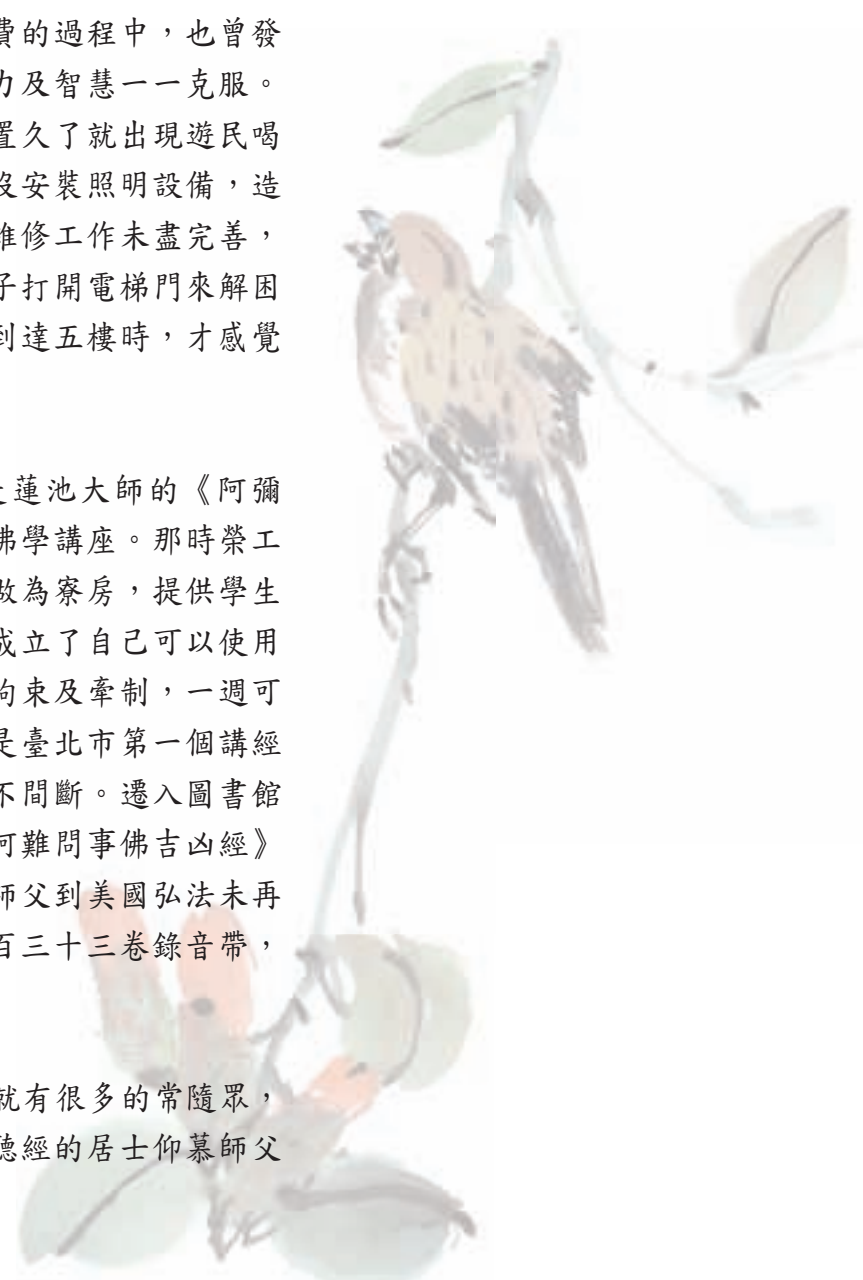 費的過程中，也曾發
力及智慧一一克服。
置久了就出現遊民喝
沒安裝照明設備，造
維修工作未盡完善，
子打開電梯門來解困
到達五樓時，才感覺
蓮池大師的《阿彌
佛學講座。那時榮工
做為寮房，提供學生
成立了自己可以使用
拘束及牽制，一週可
是臺北市第一個講經
不間斷。遷入圖書館
阿難問事佛吉凶經》
師父到美國弘法未再
百三十三卷錄音帶，
就有很多的常隨眾，
聽經的居士仰慕師父